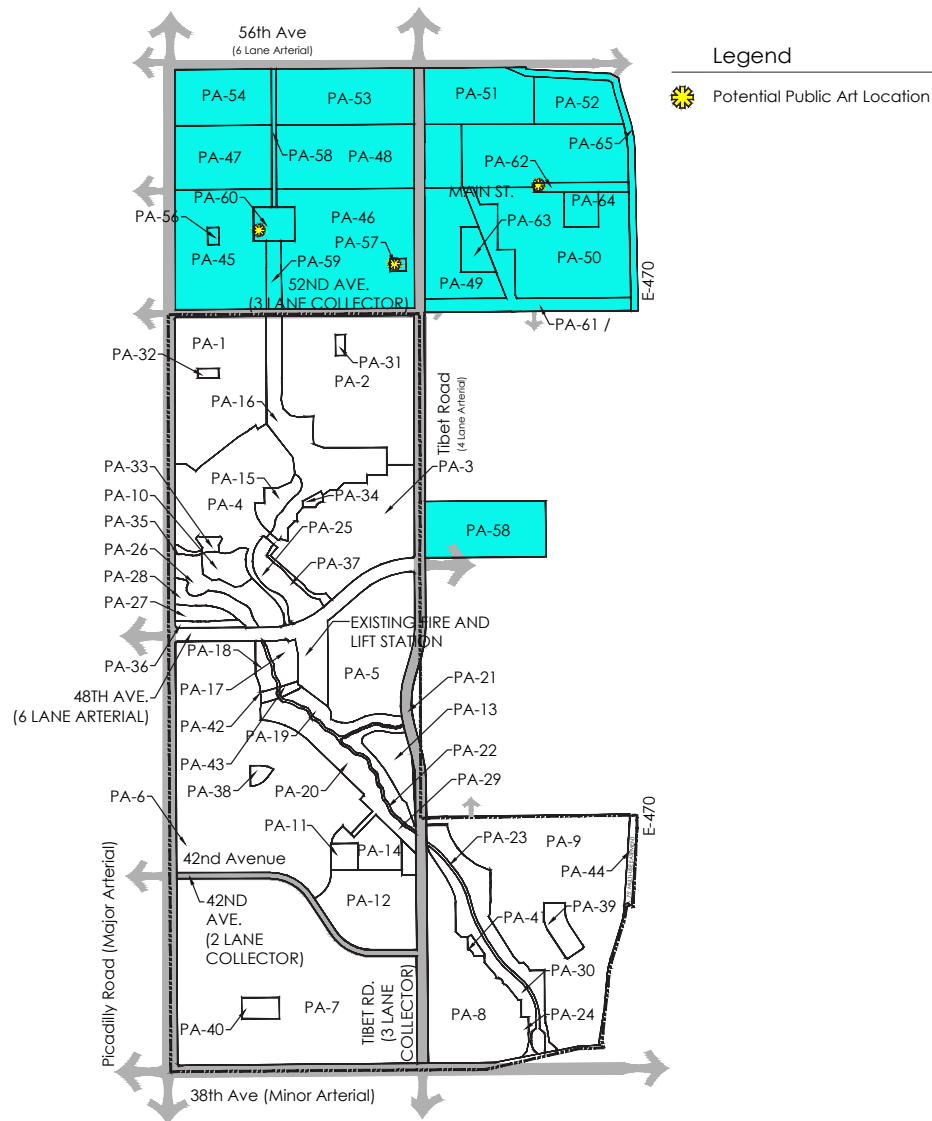 56th Ave
(6 Lane Arterial)
Legend
Potential Public Art Location
PA-54
PA-53
PA-51
PA-52
PA-65
PA-47
PA-58
PA-48
PA-62
MAIN ST.
PA-64
PA-60
PA-56
PA-46
PA-63
PA-57
PA-45
PA-59
PA-50
PA-49
52ND AVE.
(3 LANE COLLECTOR)
E-470
PA-61 /
PA-1
PA-32
PA-31
PA-2
PA-16
Tibet Road
(4 Lane Arterial)
PA-33
PA-15
PA-3
PA-10
PA-4
PA-34
PA-35
PA-25
PA-58
PA-26
PA-37
PA-28
PA-27
EXISTING FIRE AND
LIFT STATION
PA-36
PA-18
PA-5
PA-17
PA-21
48TH AVE.
(6 LANE ARTERIAL)
PA-42
PA-13
PA-19
PA-22
PA-43
PA-38
PA-20
PA-29
PA-6
E-470
PA-11
PA-23
PA-9
42nd Avenue
PA-14
PA-44
42ND
AVE.
(2 LANE
COLLECTOR)
PA-12
PA-41
PA-39
PA-30
Picadilly Road (Major Arterial)
PA-40
PA-7
TIBET RD.
(3 LANE
COLLECTOR)
PA-8
PA-24
38th Ave (Minor Arterial)